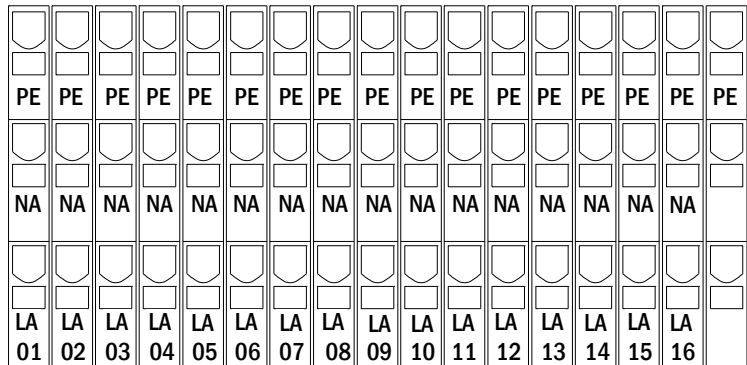 PE PE PE PE PE PE PE PE PE PE PE PE PE PE PE PE PE
NA NA NA NA NA NA NA NA NA NA NA NA NA NA NA NA
LA LA LA LA LA LA LA LA LA LA LA LA LA LA LA LA
01 02 03 04 05 06 07 08 09 10 11 12 13 14 15 16